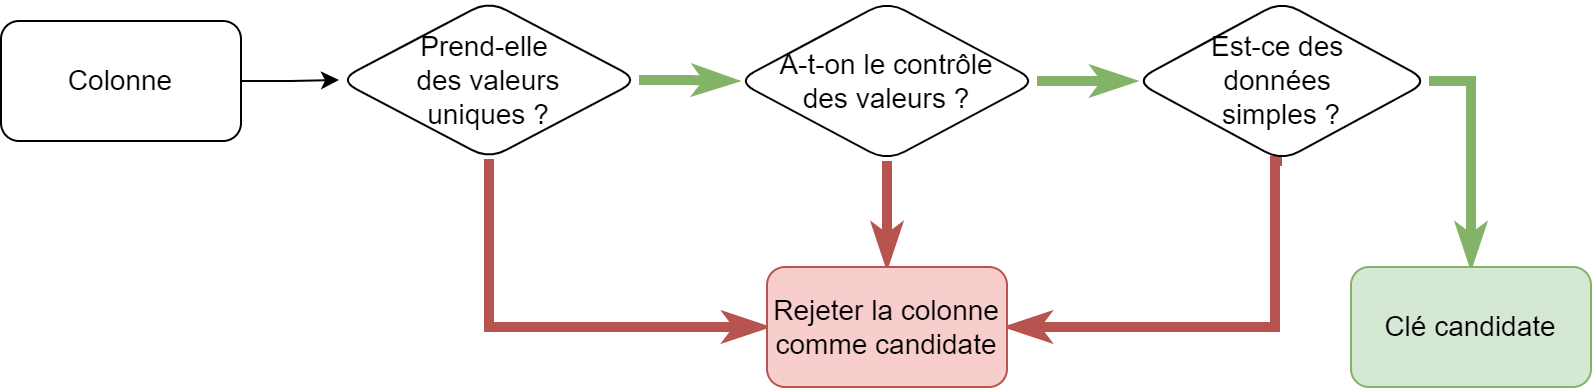 Colonne
Prend-elle
des valeurs
uniques ?
A-t-on le contrôle
des valeurs ?
Est-ce des
données
simples ?
Rejeter la colonne
comme candidate
Clé candidate